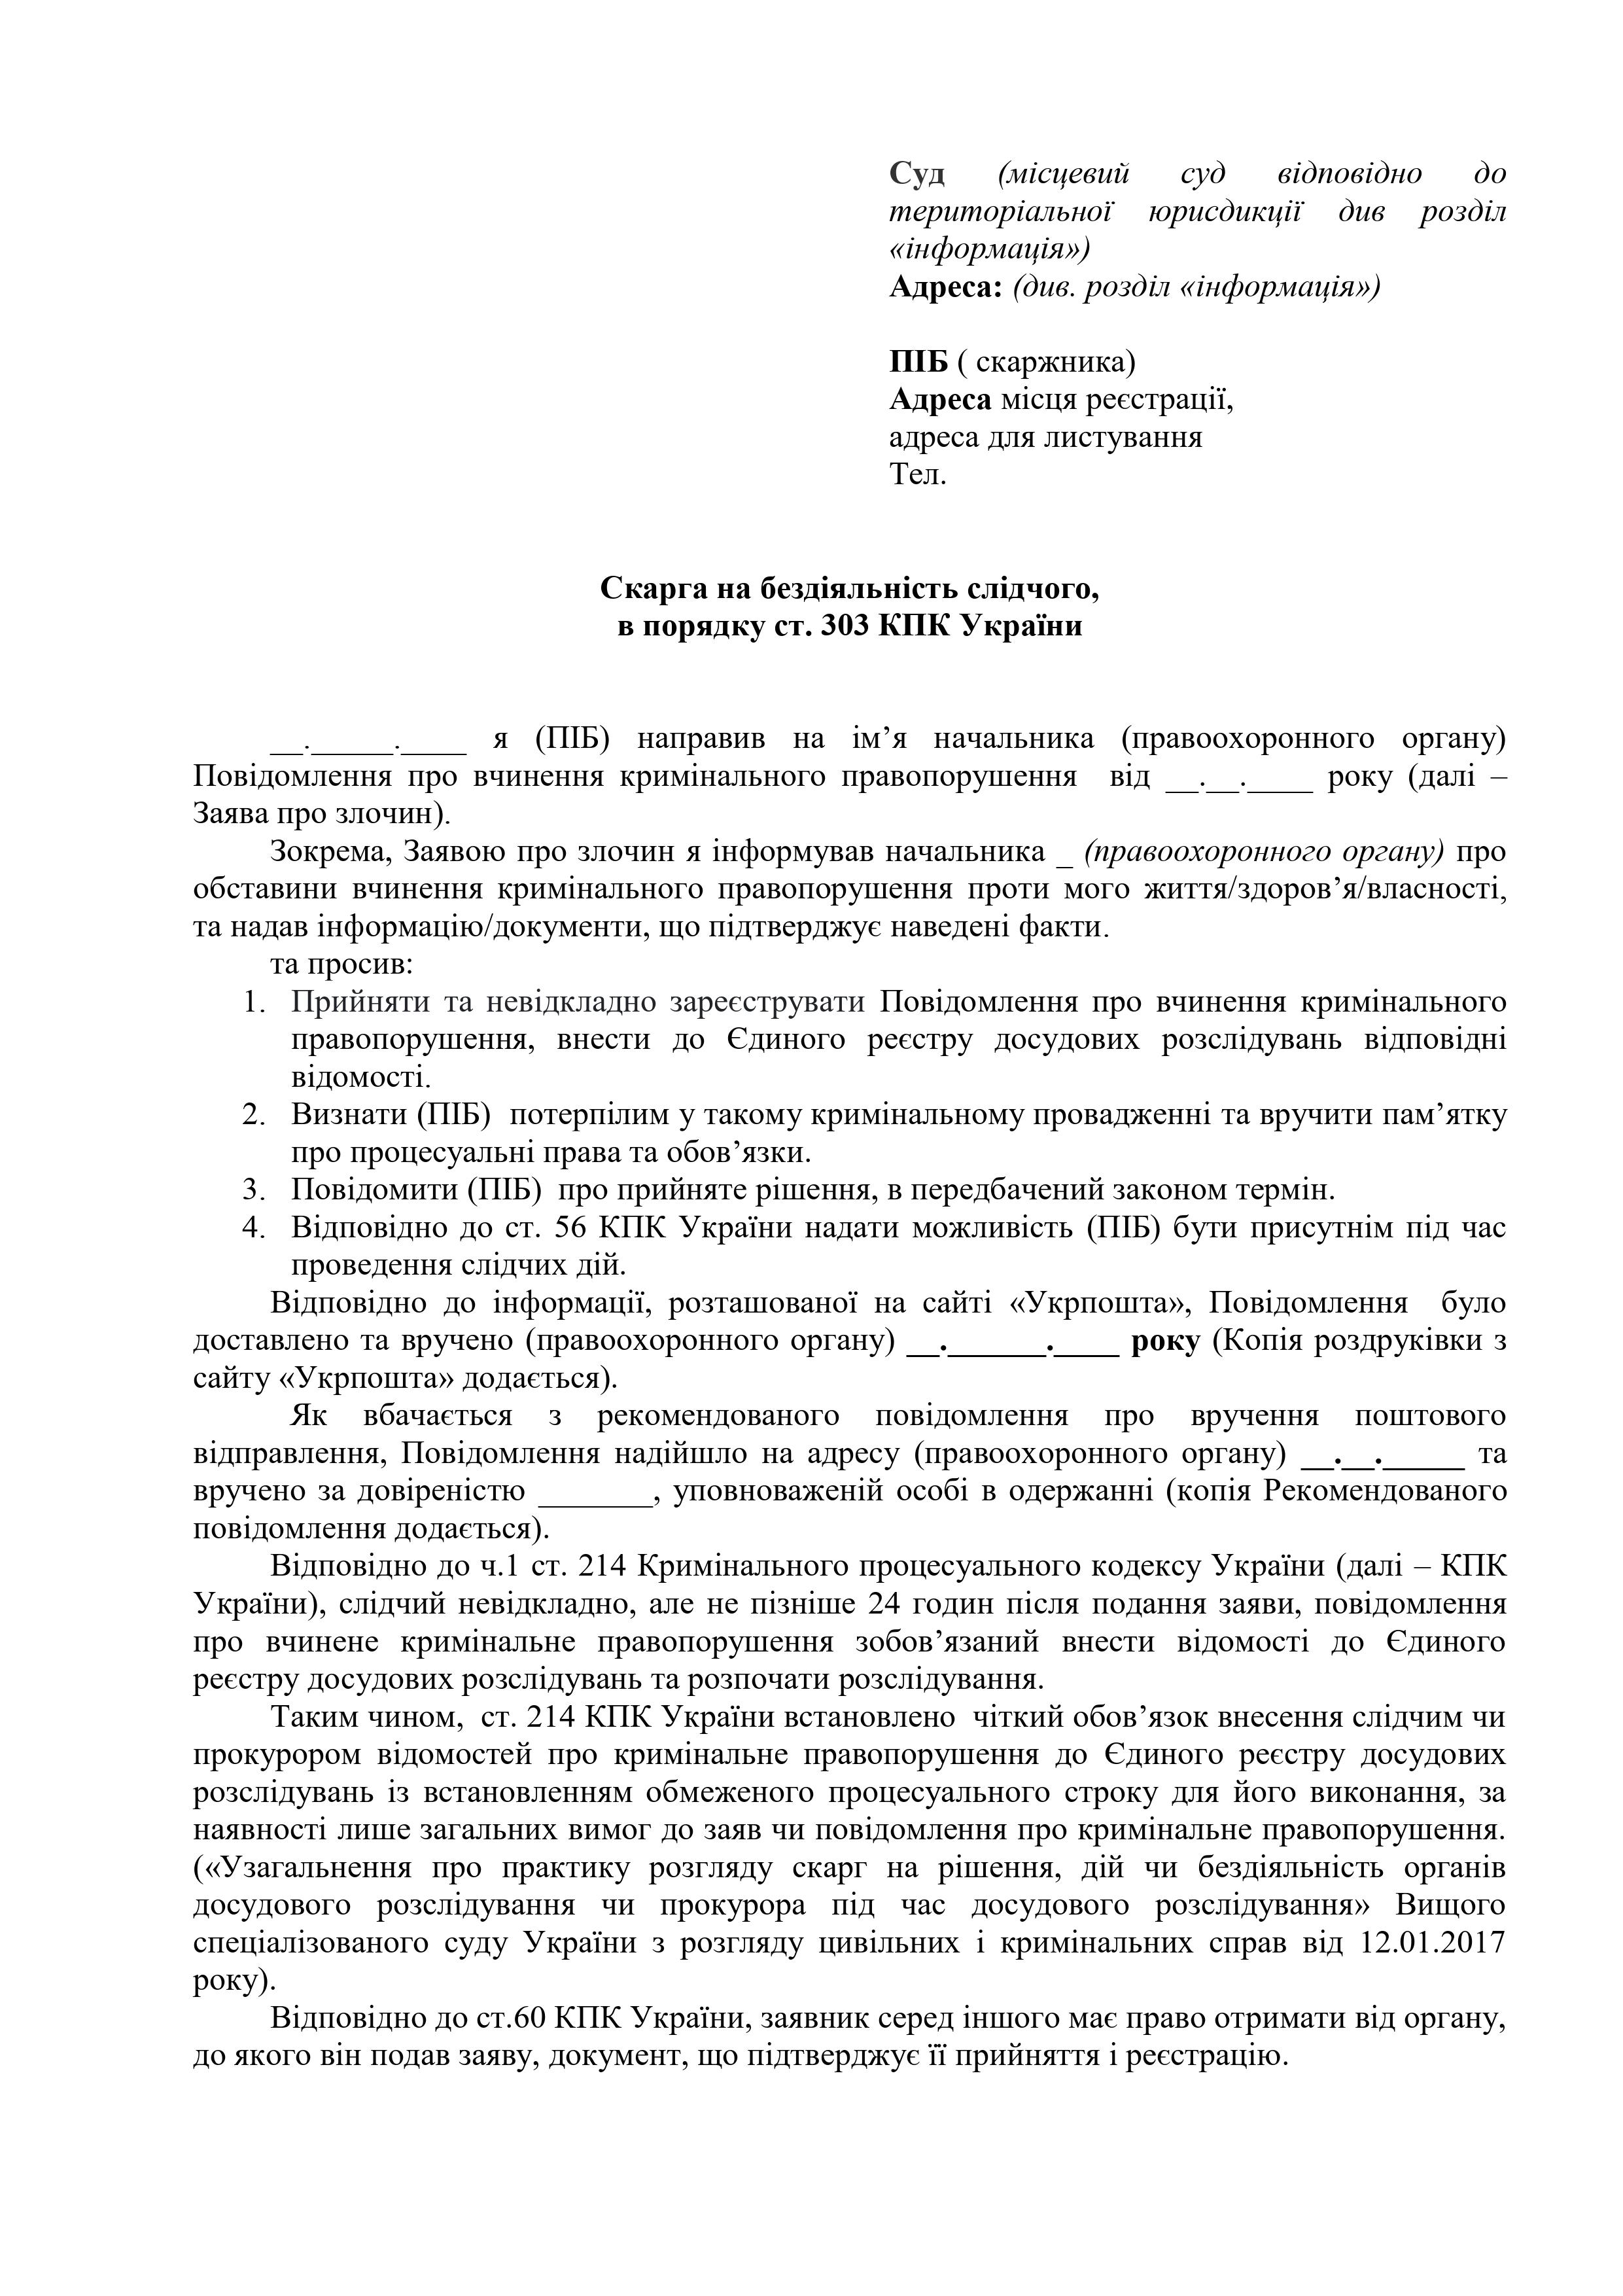 Суд (місцевий суд відповідно до
територіальної юрисдикції див розділ
«інформація»)
Адреса: (див. розділ «інформація»)
ПІБ ( скаржника)
Адреса місця реєстрації,
адреса для листування
Тел.
Скарга на бездіяльність слідчого,
в порядку ст. 303 КПК України
__._____.____ я (ПІБ) направив на ім’я начальника (правоохоронного органу)
Повідомлення про вчинення кримінального правопорушення від __.__.____ року (далі –
Заява про злочин).
Зокрема, Заявою про злочин я інформував начальника _ (правоохоронного органу) про
обставини вчинення кримінального правопорушення проти мого життя/здоров’я/власності,
та надав інформацію/документи, що підтверджує наведені факти.
та просив:
1. Прийняти та невідкладно зареєструвати Повідомлення про вчинення кримінального
правопорушення, внести до Єдиного реєстру досудових розслідувань відповідні
відомості.
2. Визнати (ПІБ) потерпілим у такому кримінальному провадженні та вручити пам’ятку
про процесуальні права та обов’язки.
3. Повідомити (ПІБ) про прийняте рішення, в передбачений законом термін.
4. Відповідно до ст. 56 КПК України надати можливість (ПІБ) бути присутнім під час
проведення слідчих дій.
Відповідно до інформації, розташованої на сайті «Укрпошта», Повідомлення було
доставлено та вручено (правоохоронного органу) __.______.____ року (Копія роздруківки з
сайту «Укрпошта» додається).
Як вбачається з рекомендованого повідомлення про вручення поштового
відправлення, Повідомлення надійшло на адресу (правоохоронного органу) __.__._____ та
вручено за довіреністю _______, уповноваженій особі в одержанні (копія Рекомендованого
повідомлення додається).
Відповідно до ч.1 ст. 214 Кримінального процесуального кодексу України (далі – КПК
України), слідчий невідкладно, але не пізніше 24 годин після подання заяви, повідомлення
про вчинене кримінальне правопорушення зобов’язаний внести відомості до Єдиного
реєстру досудових розслідувань та розпочати розслідування.
Таким чином, ст. 214 КПК України встановлено чіткий обов’язок внесення слідчим чи
прокурором відомостей про кримінальне правопорушення до Єдиного реєстру досудових
розслідувань із встановленням обмеженого процесуального строку для його виконання, за
наявності лише загальних вимог до заяв чи повідомлення про кримінальне правопорушення.
(«Узагальнення про практику розгляду скарг на рішення, дій чи бездіяльність органів
досудового розслідування чи прокурора під час досудового розслідування» Вищого
спеціалізованого суду України з розгляду цивільних і кримінальних справ від 12.01.2017
року).
Відповідно до ст.60 КПК України, заявник серед іншого має право отримати від органу,
до якого він подав заяву, документ, що підтверджує її прийняття і реєстрацію.